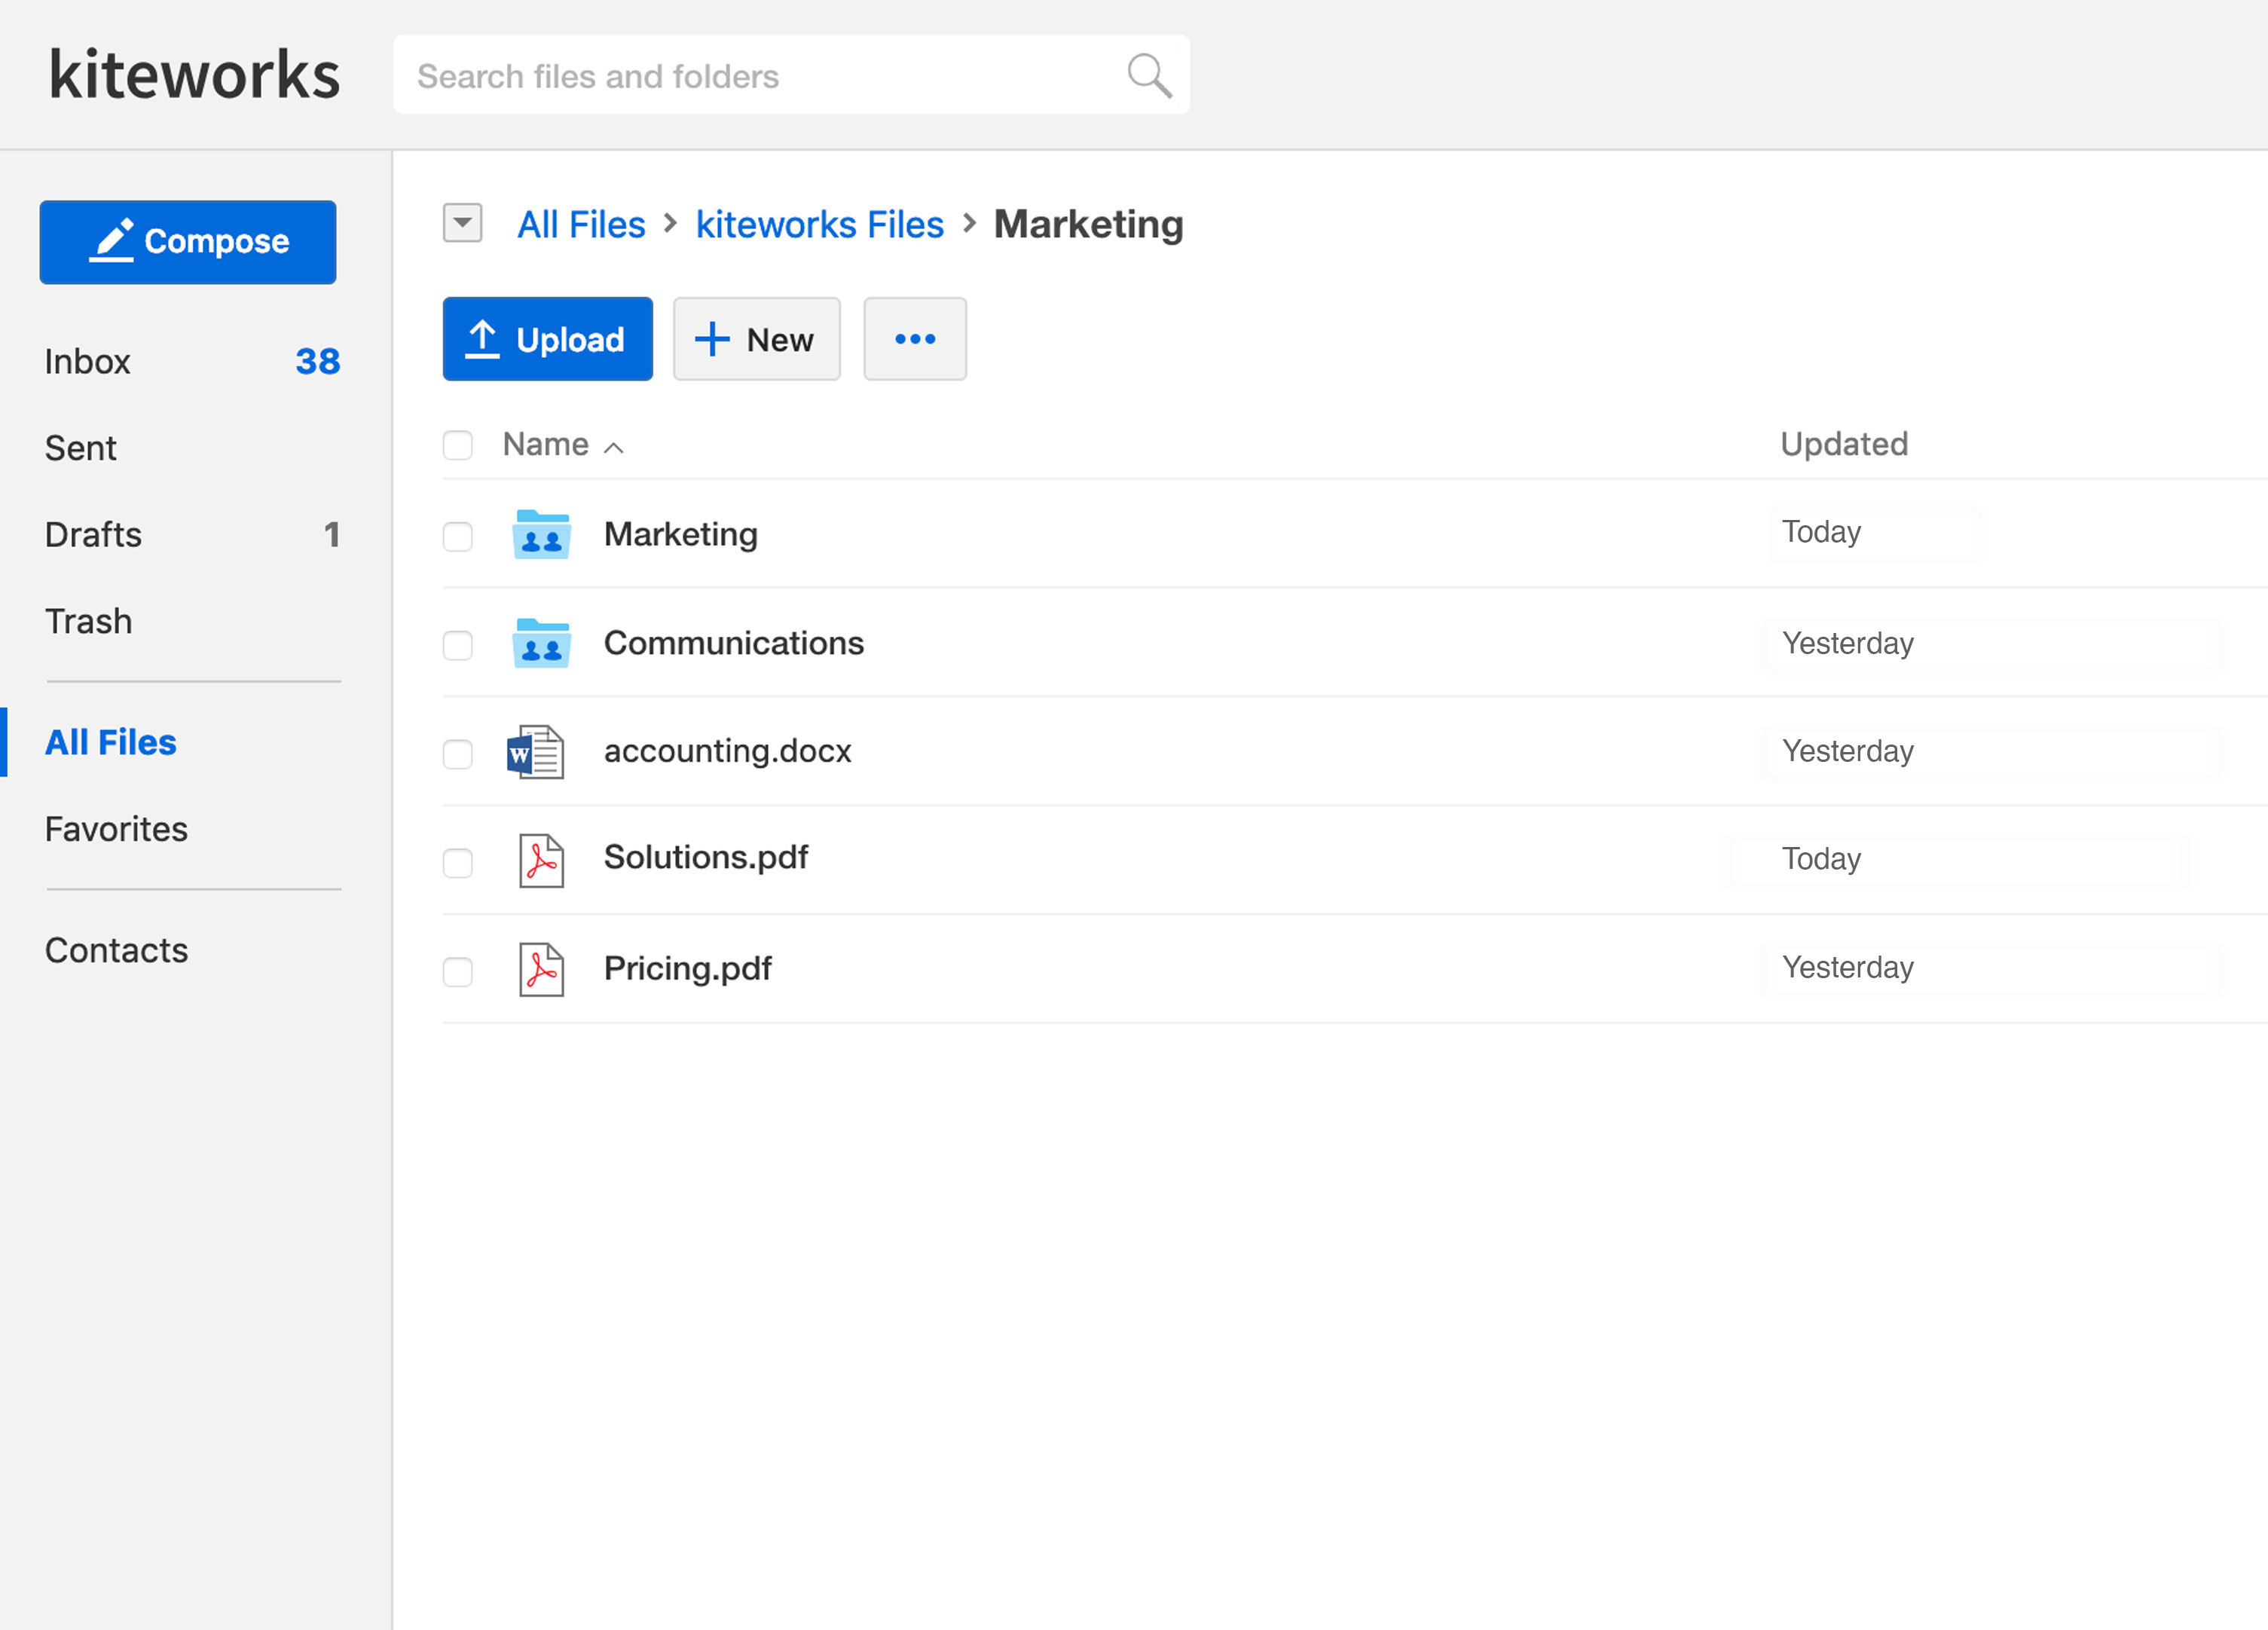 kiteworks
Search files and folders
Compose
Inbox 38
Sent
Drafts 1
Trash
All Files
Favorites
Contacts
All Files > kiteworks Files > Marketing
Upload
New
Name Updated
Marketing Today
Communications Yesterday
W accounting.docx Yesterday
Solutions.pdf Today
Pricing.pdf Yesterday